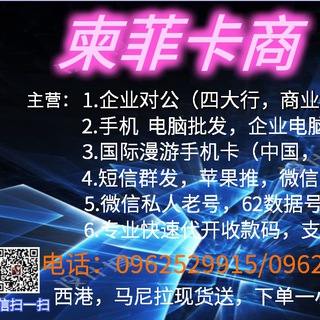 柬菲卡商
主营：1.企业对公（四大行，商业
2.手机 电脑批发，企业电脑
3.国际漫游手机卡（中国，
4.短信群发，苹果推，微信
5.微信私人老号，62数据号
6.专业快速代开收款码，支
电话：0962529915/0962
信扫一扫
西港，马尼拉现货送，下单一小